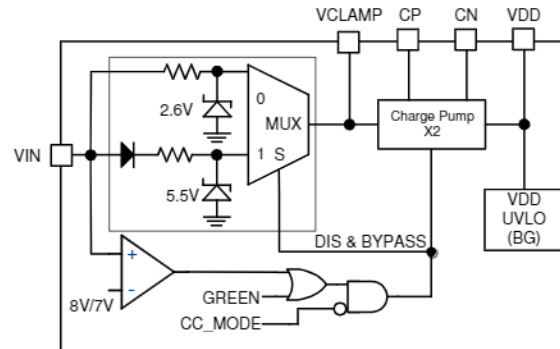 VCLAMP CP CN VDD
2.6V
0
MUX
Charge Pump
X2
VIN
1 S
5.5V
VDD
UVLO
(BG)
DIS & BYPASS
+
-
8V/7V
GREEN
CC_MODE